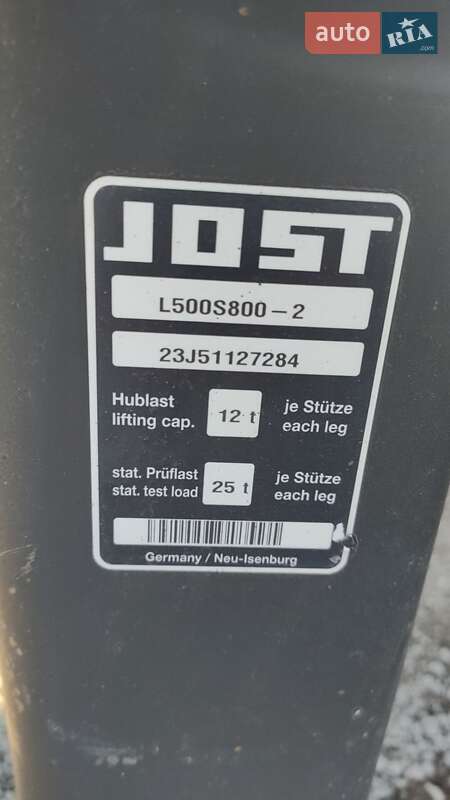 auto RIA
.com
JOST
L500S800-2
23J51127284
Hublast 12 t je Stütze
lifting cap. each leg
stat. Prüflast 25 t je Stütze
stat. test load each leg
Germany / Neu-Isenburg